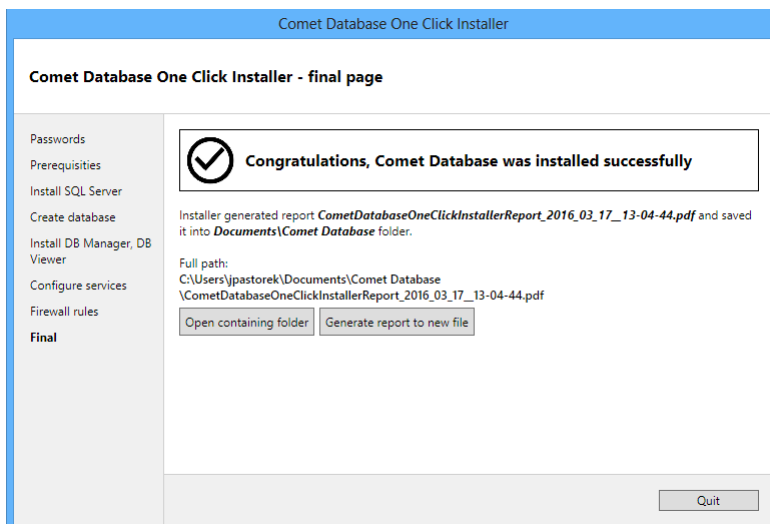 Comet Database One Click Installer
Comet Database One Click Installer - final page
Passwords
Prerequisities
Install SQL Server
Create database
Install DB Manager, DB
Viewer
Configure services
Firewall rules
Final
Congratulations, Comet Database was installed successfully
Installer generated report CometDatabaseOneClickInstallerReport_2016_03_17__13-04-44.pdf and saved
it into Documents\Comet Database folder.
Full path:
C:\Users\jpastorek\Documents\Comet Database
\CometDatabaseOneClickInstallerReport_2016_03_17__13-04-44.pdf
Open containing folder
Generate report to new file
Quit